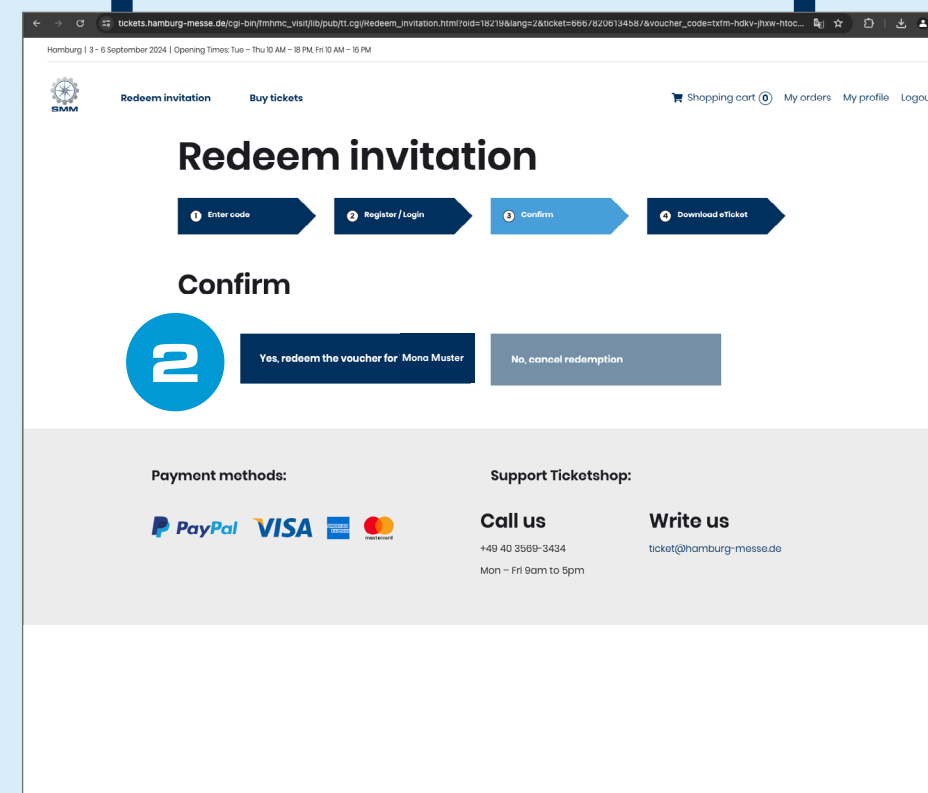 tickets.hamburg-messe.de/cgi-bin/fmhmc_visit/lib/pub/tt.cgi/Redeem_invitation.html?oid=18219&lang=2&ticket=66678206134587&voucher_code=txfm-hdkv-jhxw-htoc...
Hamburg | 3 - 6 September 2024 | Opening Times: Tue – Thu 10 AM – 18 PM, Fri 10 AM – 16 PM
SMM
Redeem invitation Buy tickets Shopping cart 0 My orders My profile Logou
Redeem invitation
1 Enter code 2 Register / Login 3 Confirm 4 Download eTicket
Confirm
2 Yes, redeem the voucher for Mona Muster No, cancel redemption
Payment methods: Support Ticketshop:
PayPal VISA AMERICAN EXPRESS mastercard
Call us Write us
+49 40 3569-3434 ticket@hamburg-messe.de
Mon – Fri 9am to 5pm